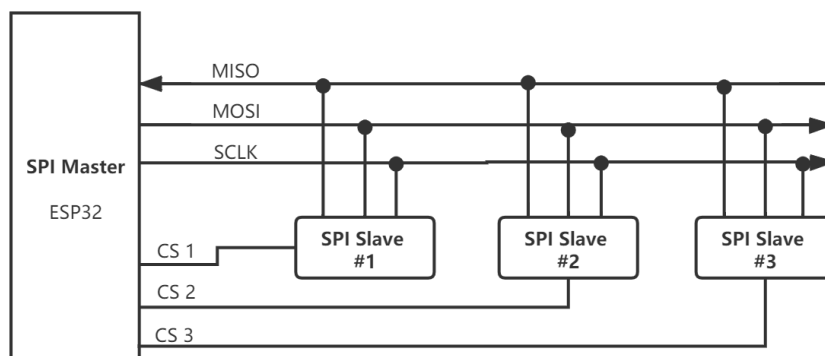 MISO
MOSI
SCLK
SPI Master
ESP32
SPI Slave
#1
SPI Slave
#2
SPI Slave
#3
CS 1
CS 2
CS 3